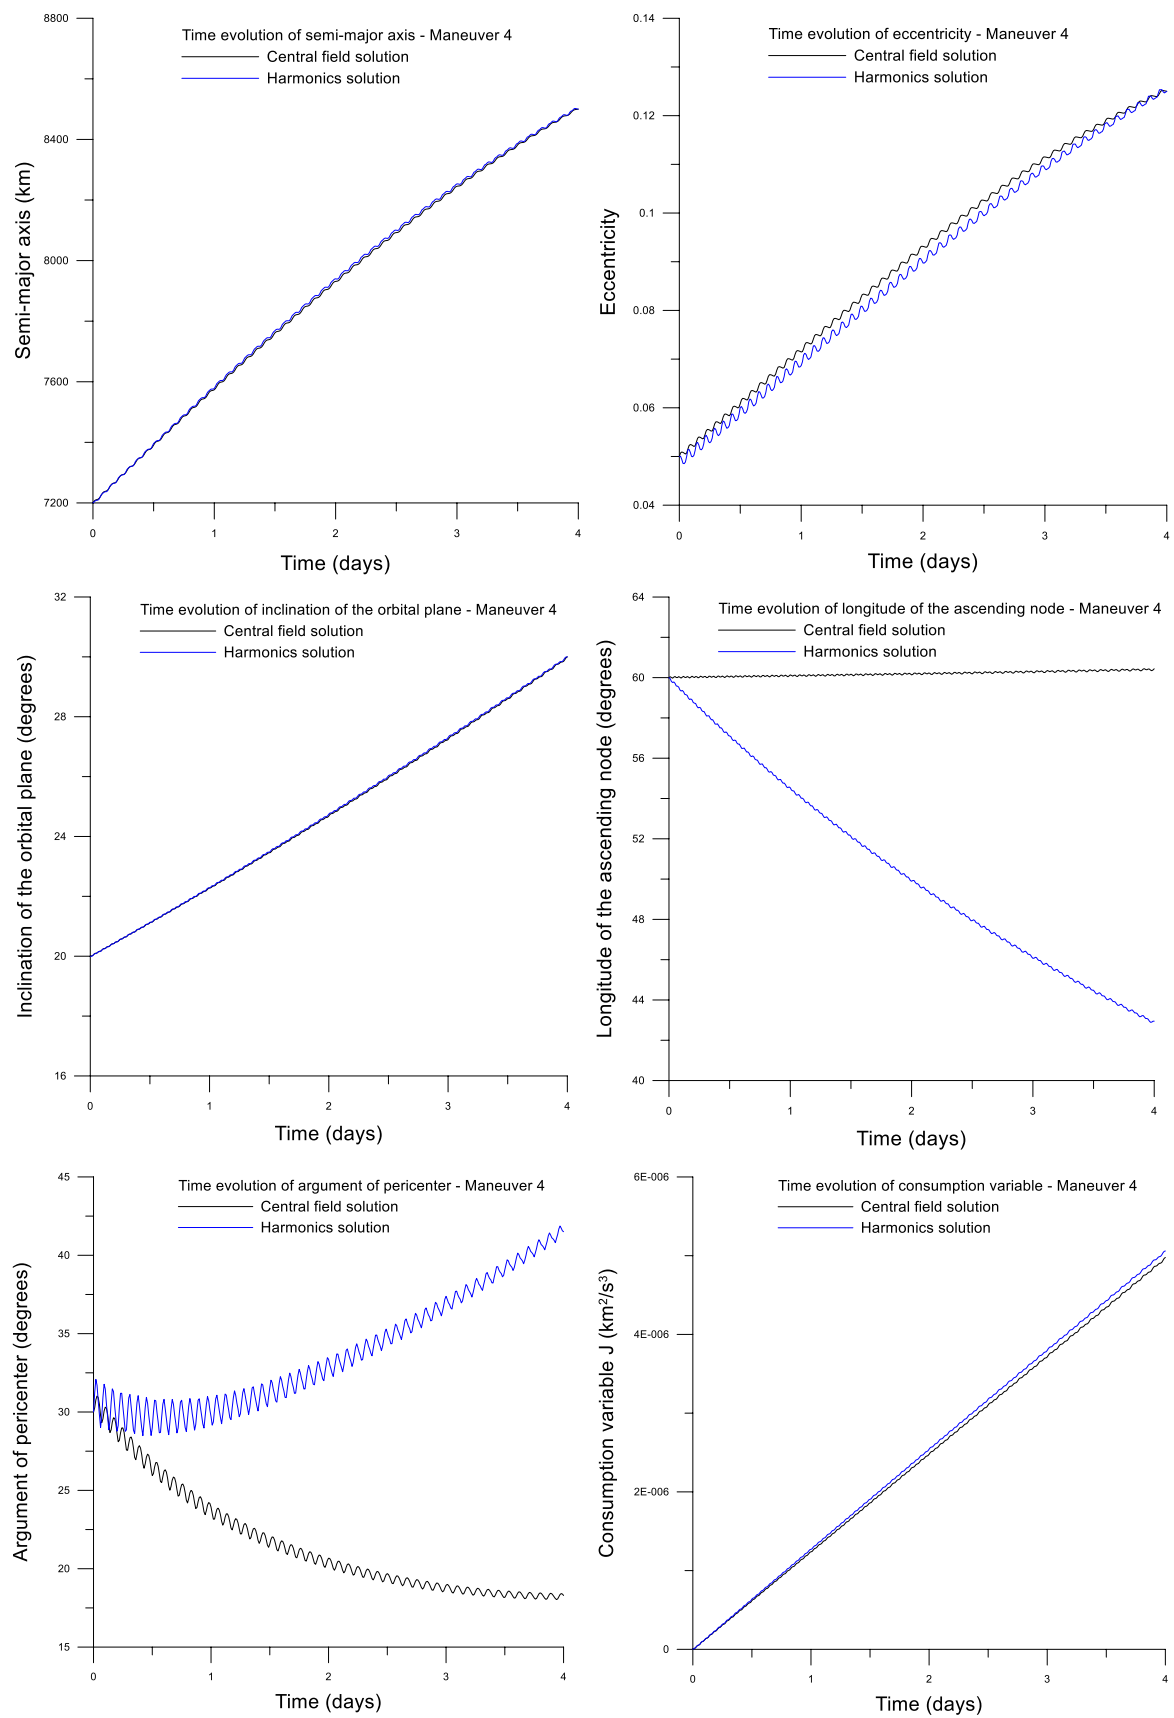 8800
8400
8000
7600
7200
Semi-major axis (km)
Time evolution of semi-major axis - Maneuver 4
Central field solution
Harmonics solution
0 1 2 3 4
Time (days)
0.14
0.12
0.1
0.08
0.06
0.04
Eccentricity
Time evolution of eccentricity - Maneuver 4
Central field solution
Harmonics solution
0 1 2 3 4
Time (days)
32
28
24
20
16
Inclination of the orbital plane (degrees)
Time evolution of inclination of the orbital plane - Maneuver 4
Central field solution
Harmonics solution
0 1 2 3 4
Time (days)
64
60
56
52
48
44
40
Longitude of the ascending node (degrees)
Time evolution of longitude of the ascending node - Maneuver 4
Central field solution
Harmonics solution
0 1 2 3 4
Time (days)
45
40
35
30
25
20
15
Argument of pericenter (degrees)
Time evolution of argument of pericenter - Maneuver 4
Central field solution
Harmonics solution
0 1 2 3 4
Time (days)
6E-006
4E-006
2E-006
0
Consumption variable J (km²/s³)
Time evolution of consumption variable - Maneuver 4
Central field solution
Harmonics solution
0 1 2 3 4
Time (days)